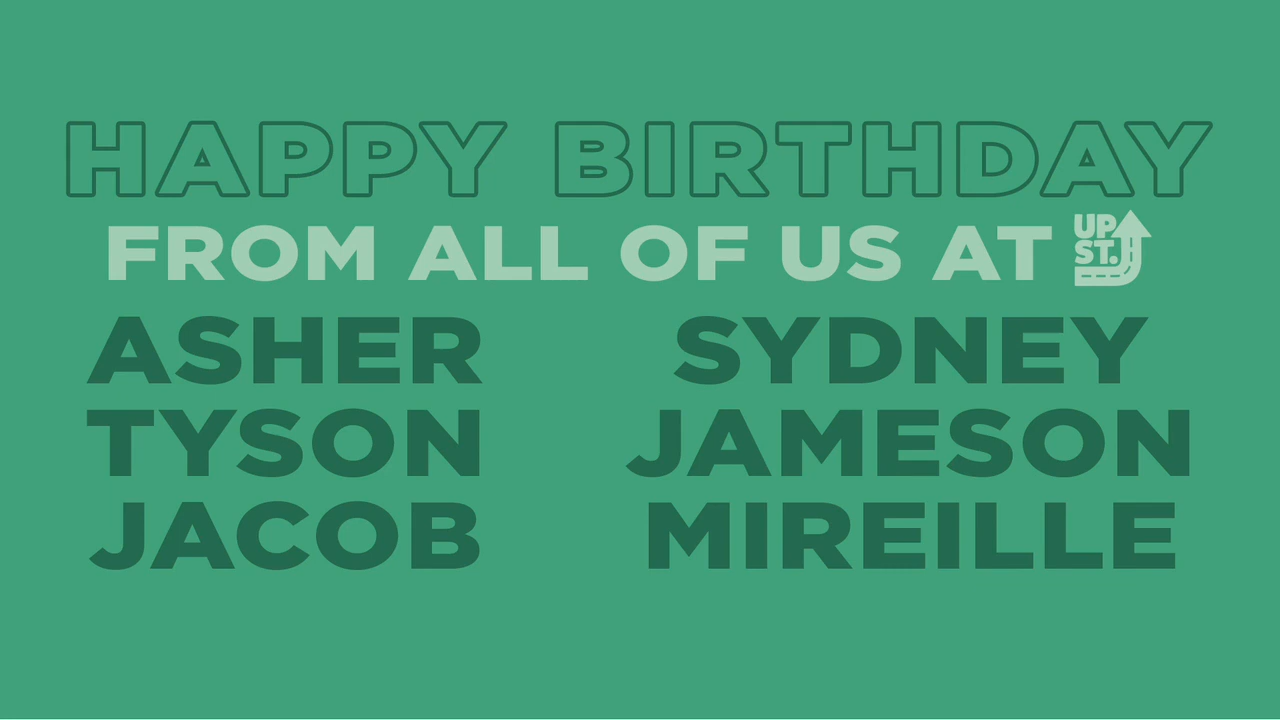 HAPPY BIRTHDAY
FROM ALL OF US AT UP ST.
ASHER
TYSON
JACOB
SYDNEY
JAMESON
MIREILLE